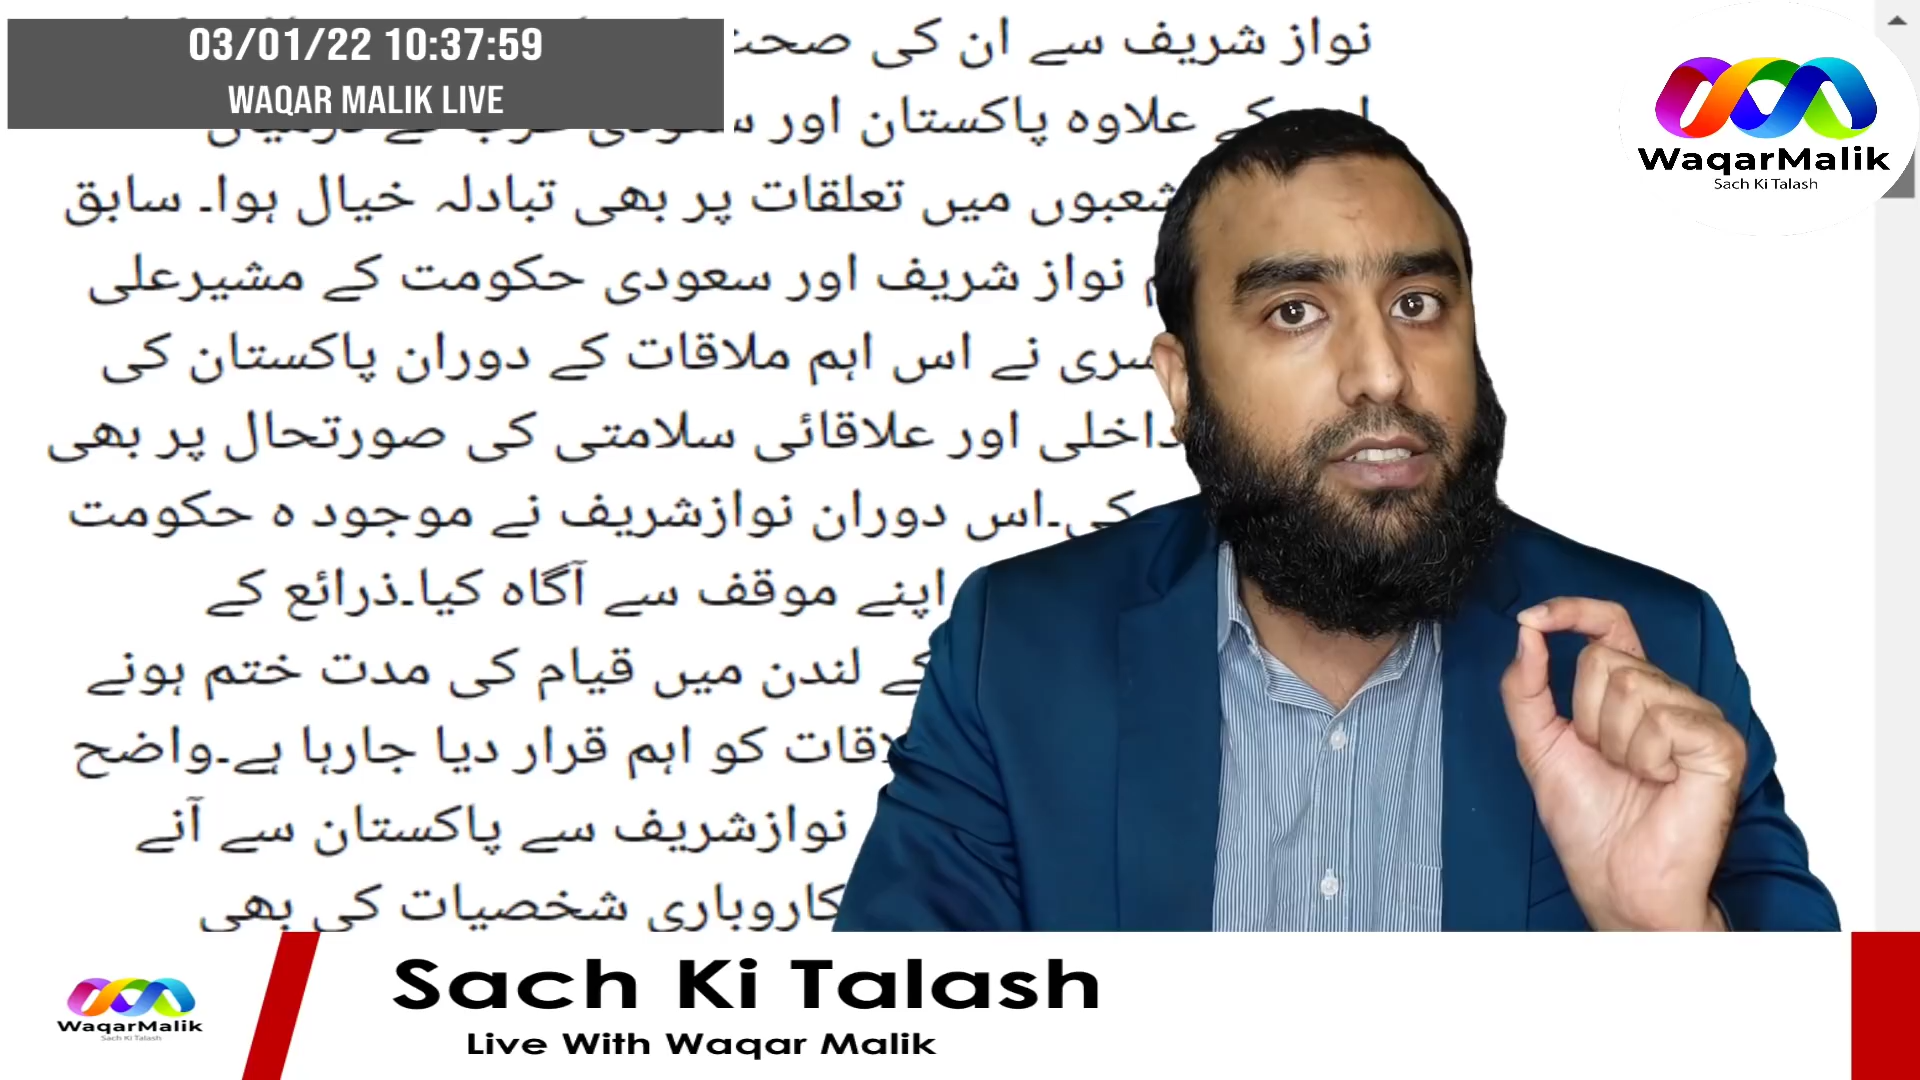 03/01/22 10:37:59
WAQAR MALIK LIVE
WaqarMalik
Sach Ki Talash
نواز شریف سے ان کی صحت
کے علاوہ پاکستان اور
شعبوں میں تعلقات پر بھی تبادلہ خیال ہوا۔ سابق
نواز شریف اور سعودی حکومت کے مشیرعلی
نے اس اہم ملاقات کے دوران پاکستان کی
داخلی اور علاقائی سلامتی کی صورتحال پر بھی
کی۔اس دوران نوازشریف نے موجود ہ حکومت
اپنے موقف سے آگاہ کیا۔ذرائع کے
کے لندن میں قیام کی مدت ختم ہونے
کو اہم قرار دیا جارہا ہے۔واضح
نوازشریف سے پاکستان سے آنے
کاروباری شخصیات کی بھی
WaqarMalik
Sach Ki Talash
Sach Ki Talash
Live With Waqar Malik